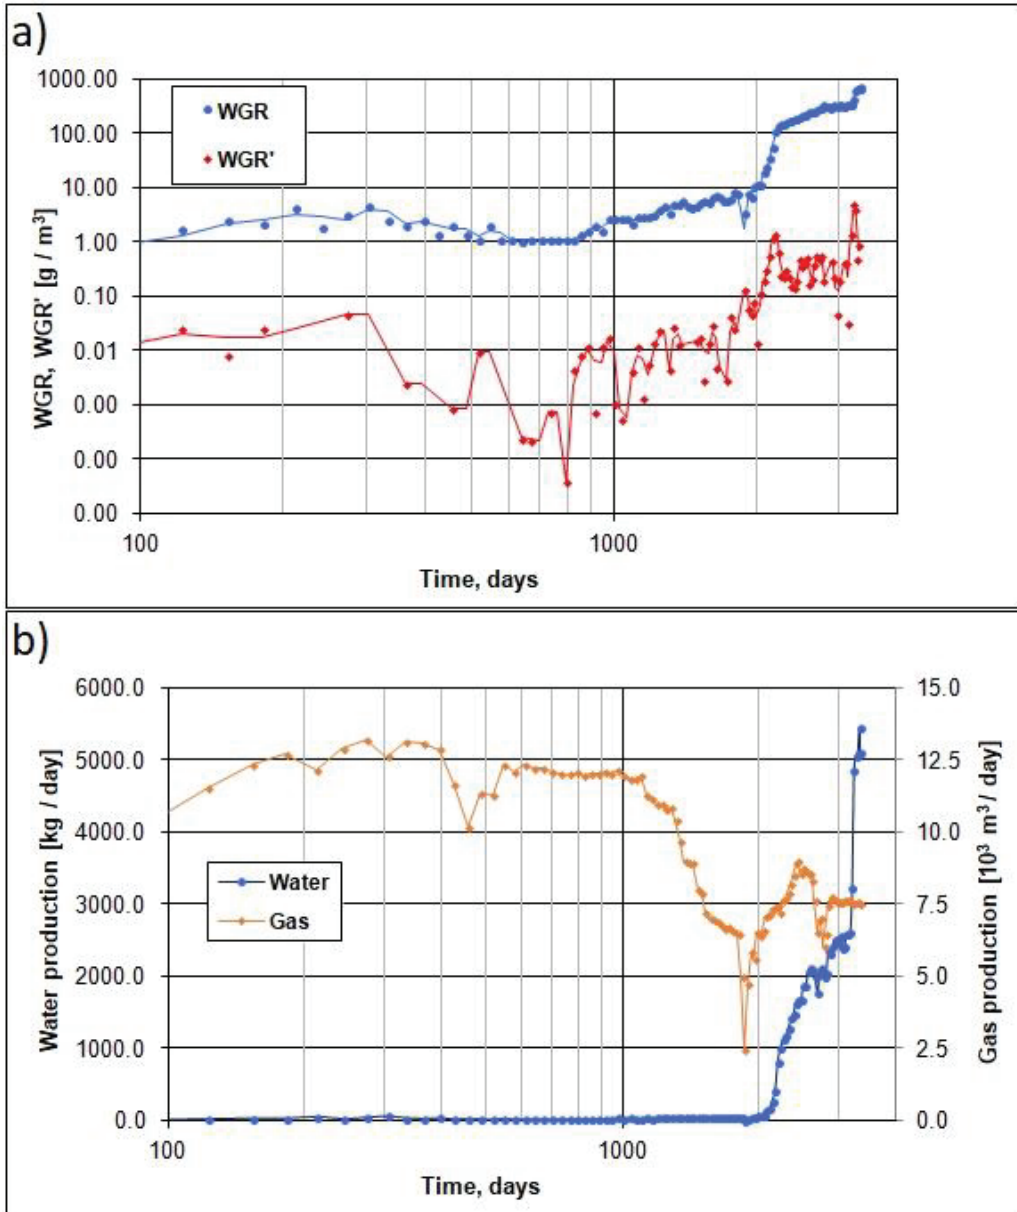 a)
1000.00
100.00
10.00
1.00
0.10
0.01
0.00
0.00
0.00
WGR, WGR' [g / m³]
WGR
WGR'
100
1000
Time, days
b)
6000.0
5000.0
4000.0
3000.0
2000.0
1000.0
0.0
Water production [kg / day]
Water
Gas
15.0
12.5
10.0
7.5
5.0
2.5
0.0
Gas production [10³ m³ / day]
100
1000
Time, days